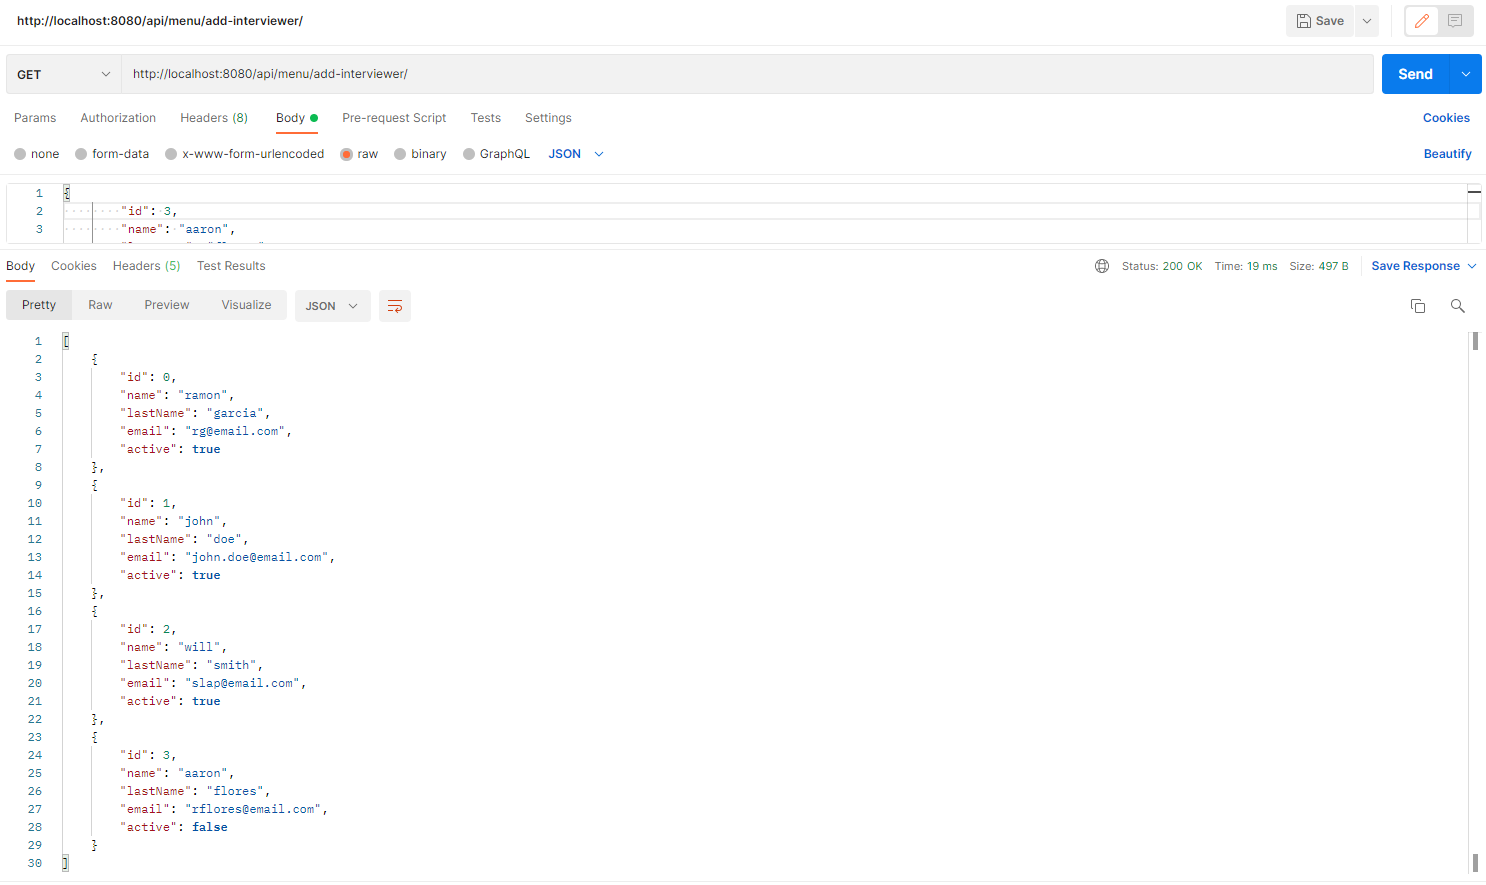 http://localhost:8080/api/menu/add-interviewer/
Save
GET http://localhost:8080/api/menu/add-interviewer/ Send
Params Authorization Headers (8) Body Pre-request Script Tests Settings Cookies
none form-data x-www-form-urlencoded raw binary GraphQL JSON Beautify
1 {
2 "id": 3,
3 "name": "aaron",
Body Cookies Headers (5) Test Results Status: 200 OK Time: 19 ms Size: 497 B Save Response
Pretty Raw Preview Visualize JSON
1 [
2 {
3 "id": 0,
4 "name": "ramon",
5 "lastName": "garcia",
6 "email": "rg@email.com",
7 "active": true
8 },
9 {
10 "id": 1,
11 "name": "john",
12 "lastName": "doe",
13 "email": "john.doe@email.com",
14 "active": true
15 },
16 {
17 "id": 2,
18 "name": "will",
19 "lastName": "smith",
20 "email": "slap@email.com",
21 "active": true
22 },
23 {
24 "id": 3,
25 "name": "aaron",
26 "lastName": "flores",
27 "email": "rflores@email.com",
28 "active": false
29 }
30 ]